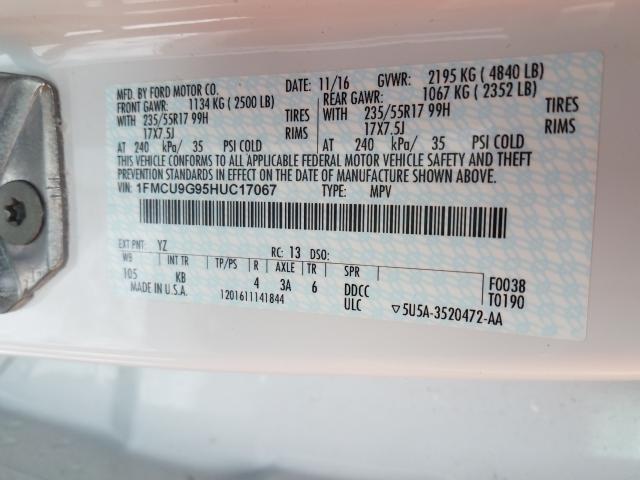 MFD. BY FORD MOTOR CO. DATE: 11/16 GVWR: 2195 KG ( 4840 LB)
FRONT GAWR: 1134 KG ( 2500 LB) REAR GAWR: 1067 KG ( 2352 LB)
WITH 235/55R17 99H TIRES WITH 235/55R17 99H TIRES
17X7.5J RIMS 17X7.5J RIMS
AT 240 kPa/ 35 PSI COLD AT 240 kPa/ 35 PSI COLD
THIS VEHICLE CONFORMS TO ALL APPLICABLE FEDERAL MOTOR VEHICLE SAFETY AND THEFT
PREVENTION STANDARDS IN EFFECT ON THE DATE OF MANUFACTURE SHOWN ABOVE.
VIN: 1FMCU9G95HUC17067 TYPE: MPV
EXT PNT: YZ RC: 13 DSO:
WB INT TR TP/PS R AXLE TR SPR
105 KB 4 3A 6 DDCC F0038
MADE IN U.S.A. 1201611141844 ULC ▽5U5A-3520472-AA T0190